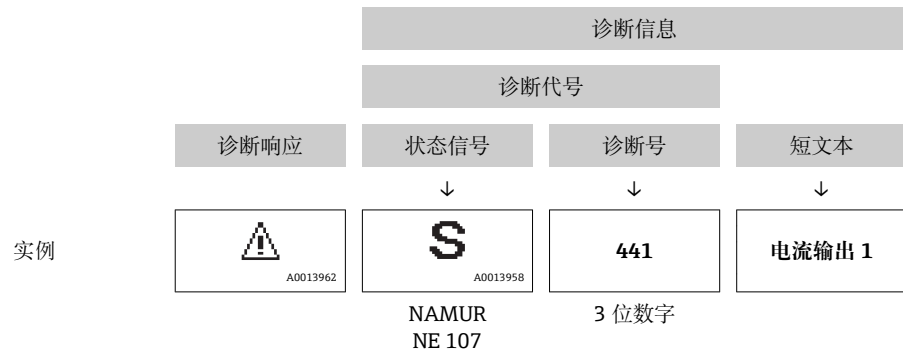 诊断信息
诊断代号
诊断响应 状态信号 诊断号 短文本
↓ ↓ ↓
实例 S 441 电流输出 1
A0013962 A0013958
NAMUR 3 位数字
NE 107